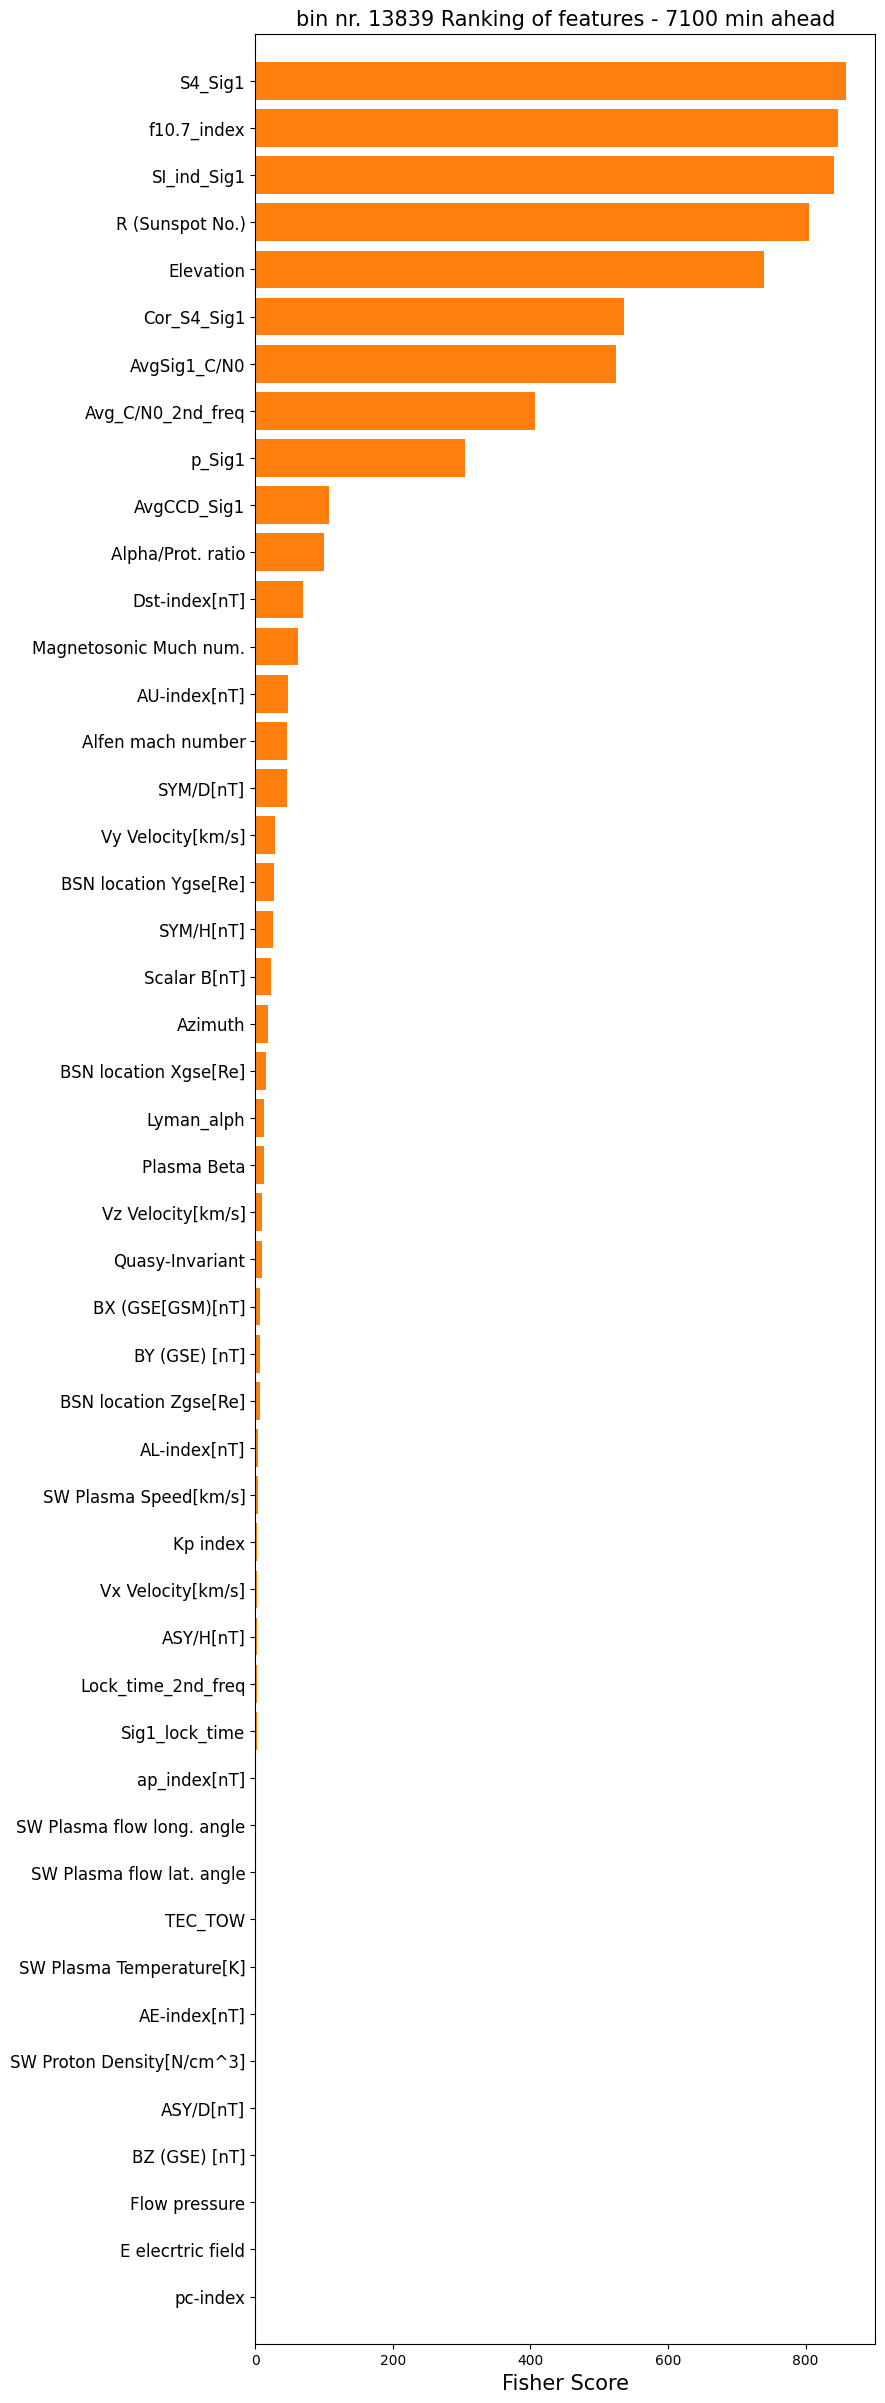 bin nr. 13839 Ranking of features - 7100 min ahead
S4_Sig1
f10.7_index
SI_ind_Sig1
R (Sunspot No.)
Elevation
Cor_S4_Sig1
AvgSig1_C/N0
Avg_C/N0_2nd_freq
p_Sig1
AvgCCD_Sig1
Alpha/Prot. ratio
Dst-index[nT]
Magnetosonic Much num.
AU-index[nT]
Alfen mach number
SYM/D[nT]
Vy Velocity[km/s]
BSN location Ygse[Re]
SYM/H[nT]
Scalar B[nT]
Azimuth
BSN location Xgse[Re]
Lyman_alph
Plasma Beta
Vz Velocity[km/s]
Quasy-Invariant
BX (GSE[GSM)[nT]
BY (GSE) [nT]
BSN location Zgse[Re]
AL-index[nT]
SW Plasma Speed[km/s]
Kp index
Vx Velocity[km/s]
ASY/H[nT]
Lock_time_2nd_freq
Sig1_lock_time
ap_index[nT]
SW Plasma flow long. angle
SW Plasma flow lat. angle
TEC_TOW
SW Plasma Temperature[K]
AE-index[nT]
SW Proton Density[N/cm^3]
ASY/D[nT]
BZ (GSE) [nT]
Flow pressure
E elecrtric field
pc-index
0 200 400 600 800
Fisher Score